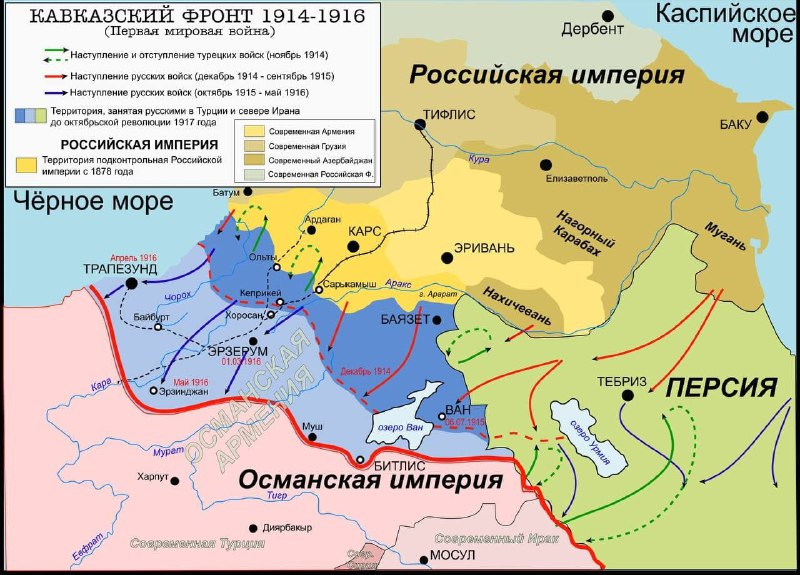 КАВКАЗСКИЙ ФРОНТ 1914-1916
(Первая мировая война)
Наступление и отступление турецких войск (ноябрь 1914)
Наступление русских войск (декабрь 1914 - сентябрь 1915)
Наступление русских войск (октябрь 1915 - май 1916)
Территория, занятая русскими в Турции и севере Ирана
до октябрьской революции 1917 года
РОССИЙСКАЯ ИМПЕРИЯ
Территория подконтрольная Российской
империи с 1878 года
Современная Армения
Современная Грузия
Современный Азербайджан
Современная Российская Ф.
Каспийское
море
Дербент
Российская империя
ТИФЛИС
БАКУ
Кура
Елизаветполь
Чёрное море
Батум
Ардаган
КАРС
ЭРИВАНЬ
Нагорный
Карабах
Мугань
Апрель 1916
ТРАПЕЗУНД
Ольты
Чорох
Кеприкей
Сарыкамыш
Аракс
г. Арарат
Нахичевань
Байбурт
Хоросан
БАЯЗЕТ
ЭРЗЕРУМ
01.03.1916
Кара
Май 1916
Эрзинджан
Декабрь 1914
ОСМАНСКАЯ
АРМЕНИЯ
ТЕБРИЗ
ПЕРСИЯ
ВАН
06.07.1915
озеро Ван
озеро Урмия
Муш
БИТЛИС
Мурат
Харпут
Османская империя
Тигр
Евфрат
Диярбакыр
Современная Турция
Современный Ирак
Совр.
Сирия
МОСУЛ